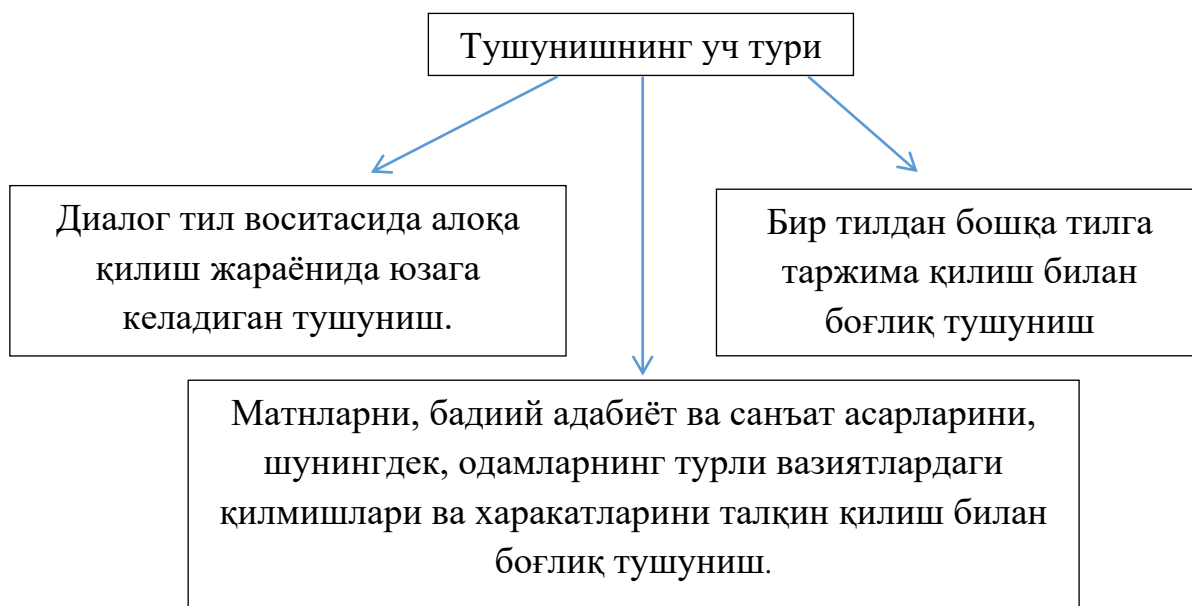 Тушунишнинг уч тури
Диалог тил воситасида алоқа
қилиш жараёнида юзага
келадиган тушуниш.
Бир тилдан бошқа тилга
таржима қилиш билан
боғлиқ тушуниш
Матнларни, бадиий адабиёт ва санъат асарларини,
шунингдек, одамларнинг турли вазиятлардаги
қилмишлари ва харакатларини талқин қилиш билан
боғлиқ тушуниш.